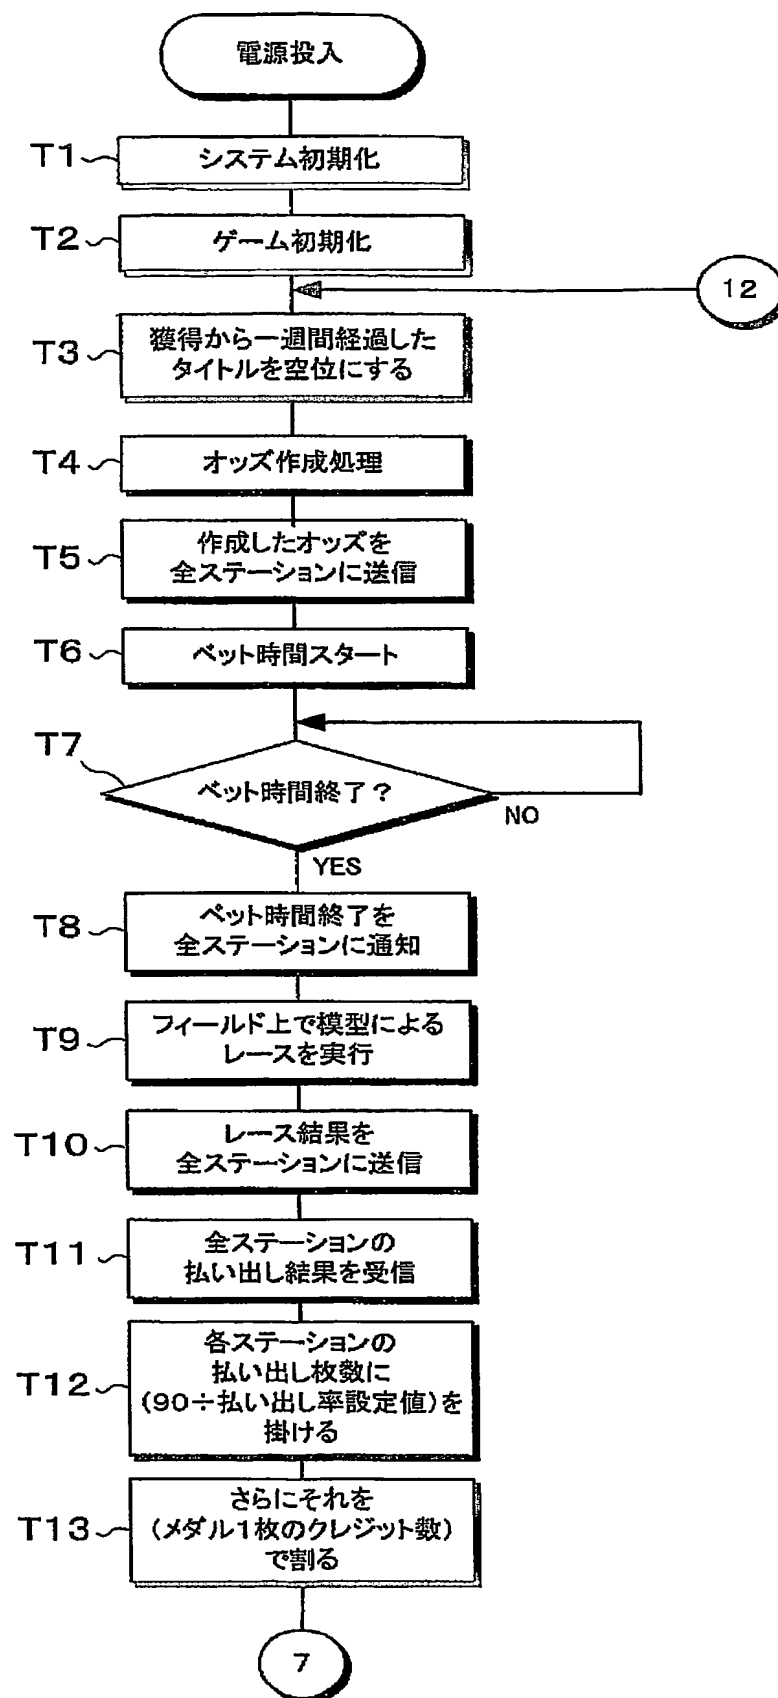 電源投入
T1
システム初期化
T2
ゲーム初期化
12
T3
獲得から一週間経過した
タイトルを空位にする
T4
オッズ作成処理
T5
作成したオッズを
全ステーションに送信
T6
ベット時間スタート
T7
ベット時間終了?
NO
YES
T8
ベット時間終了を
全ステーションに通知
T9
フィールド上で模型による
レースを実行
T10
レース結果を
全ステーションに送信
T11
全ステーションの
払い出し結果を受信
T12
各ステーションの
払い出し枚数に
(90÷払い出し率設定値)を
掛ける
T13
さらにそれを
(メダル1枚のクレジット数)
で割る
7